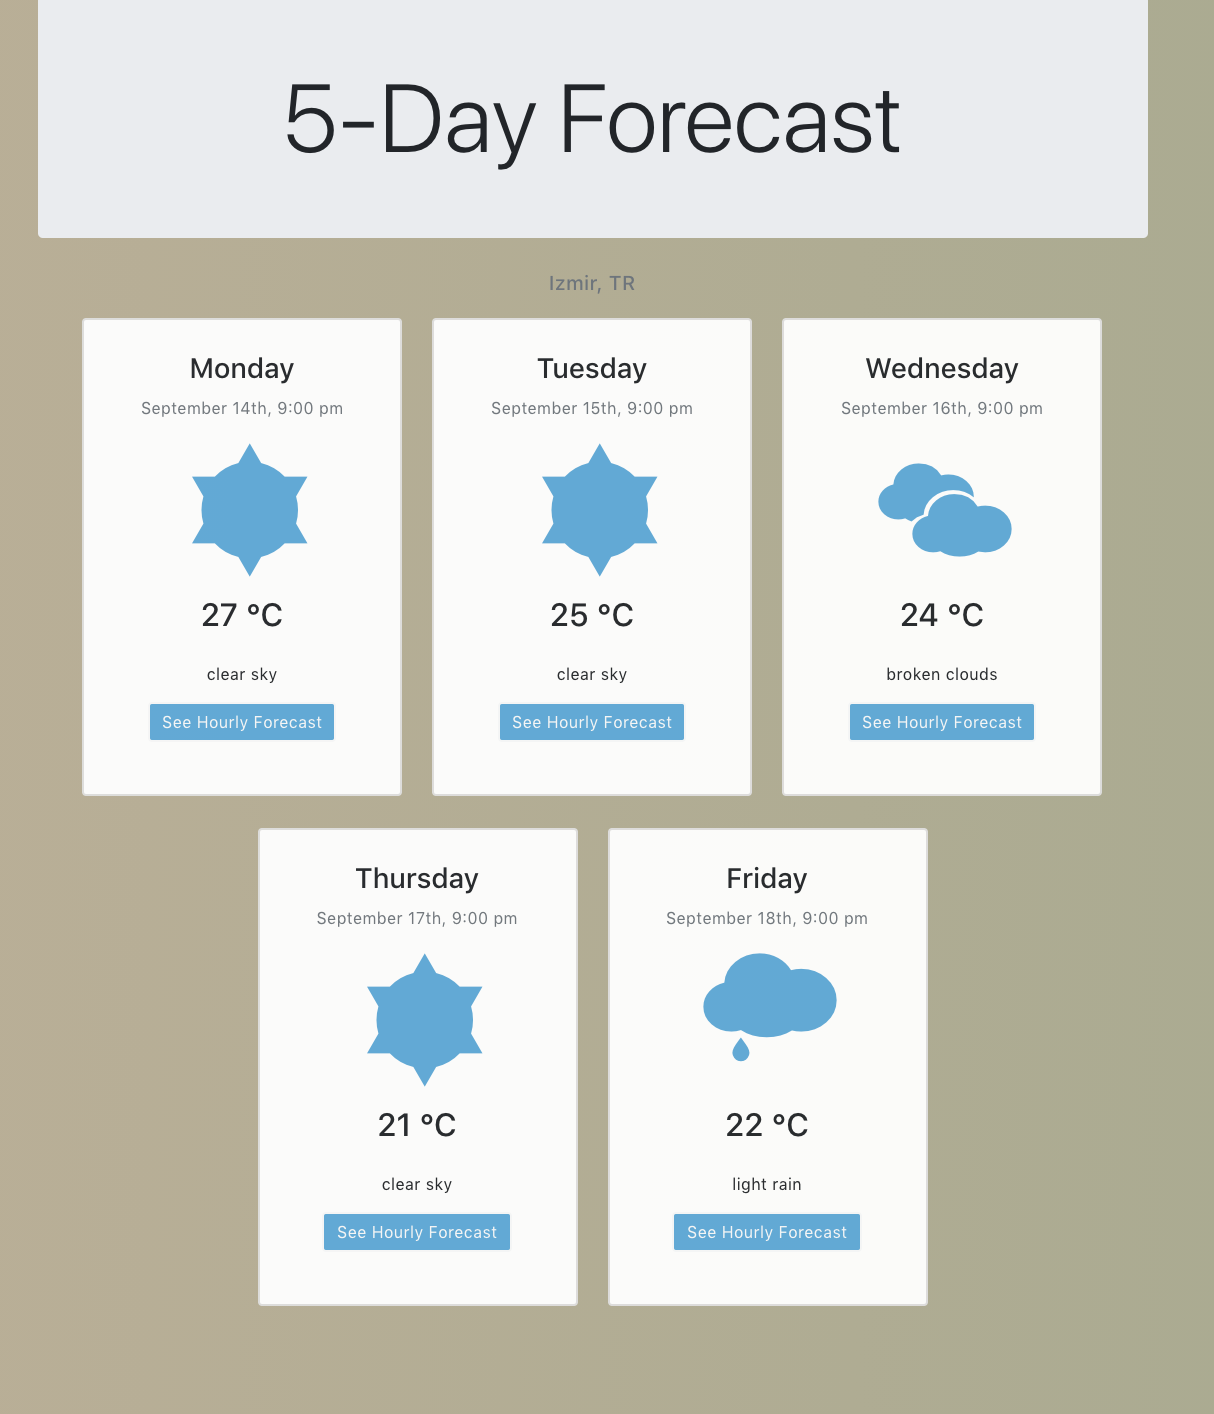 5-Day Forecast
Izmir, TR
Monday
September 14th, 9:00 pm
27 °C
clear sky
See Hourly Forecast
Tuesday
September 15th, 9:00 pm
25 °C
clear sky
See Hourly Forecast
Wednesday
September 16th, 9:00 pm
24 °C
broken clouds
See Hourly Forecast
Thursday
September 17th, 9:00 pm
21 °C
clear sky
See Hourly Forecast
Friday
September 18th, 9:00 pm
22 °C
light rain
See Hourly Forecast